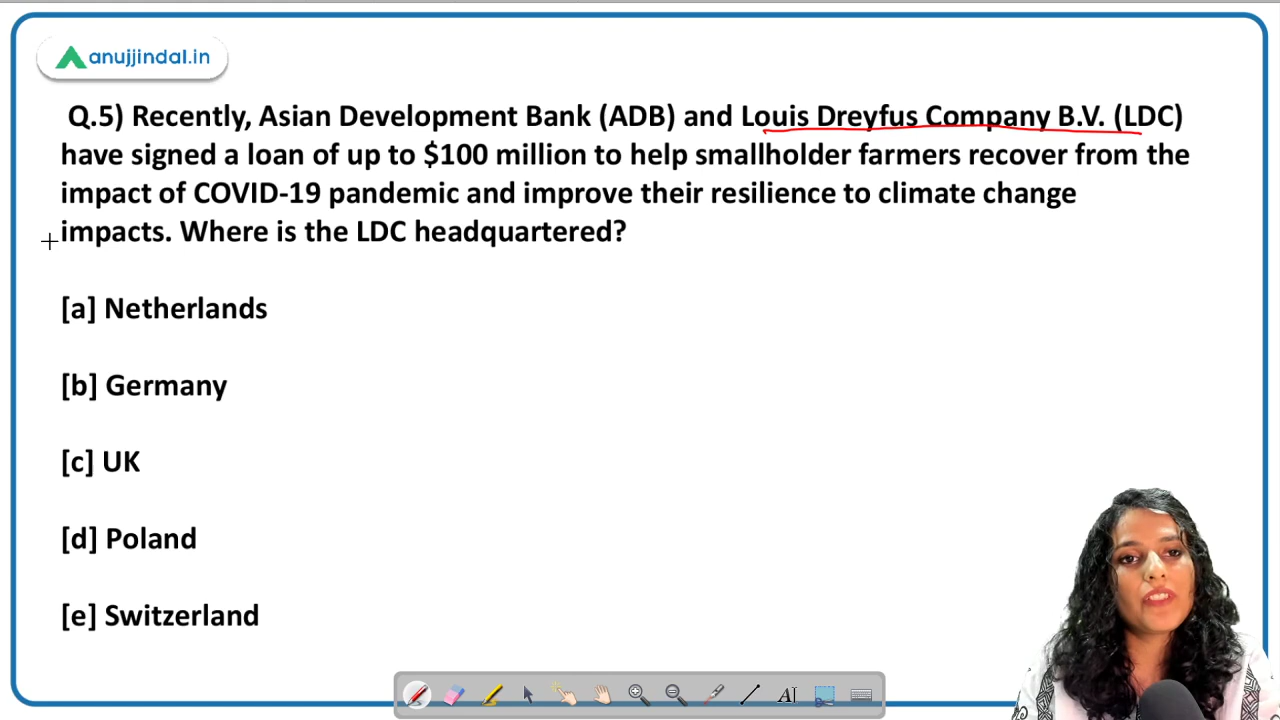 anujjindal.in
Q.5) Recently, Asian Development Bank (ADB) and Louis Dreyfus Company B.V. (LDC)
have signed a loan of up to $100 million to help smallholder farmers recover from the
impact of COVID-19 pandemic and improve their resilience to climate change
impacts. Where is the LDC headquartered?
[a] Netherlands
[b] Germany
[c] UK
[d] Poland
[e] Switzerland
A